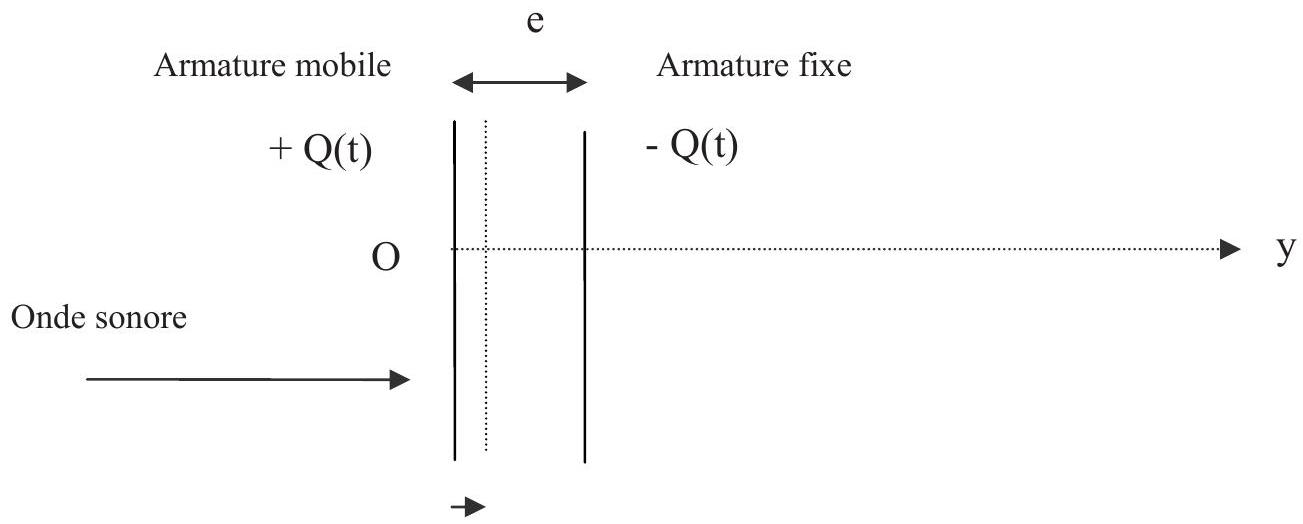 e
Armature mobile
Armature fixe
+ Q(t)
- Q(t)
O
y
Onde sonore